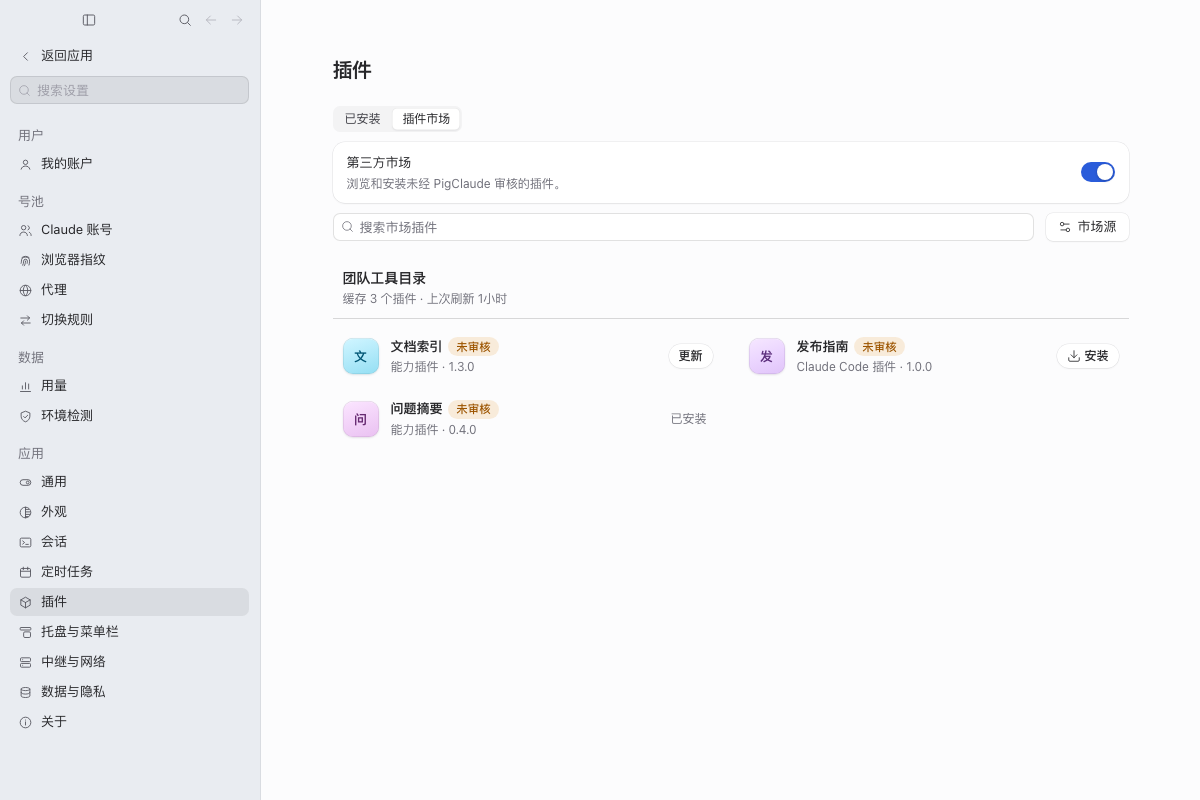 返回应用
搜索设置
用户
我的账户
号池
Claude 账号
浏览器指纹
代理
切换规则
数据
用量
环境检测
应用
通用
外观
会话
定时任务
插件
托盘与菜单栏
中继与网络
数据与隐私
关于
插件
已安装 插件市场
第三方市场
浏览和安装未经 PigClaude 审核的插件。
搜索市场插件 市场源
团队工具目录
缓存 3 个插件 · 上次刷新 1小时
文 文档索引 未审核 更新
能力插件 · 1.3.0
发 发布指南 未审核 安装
Claude Code 插件 · 1.0.0
问 问题摘要 未审核 已安装
能力插件 · 0.4.0